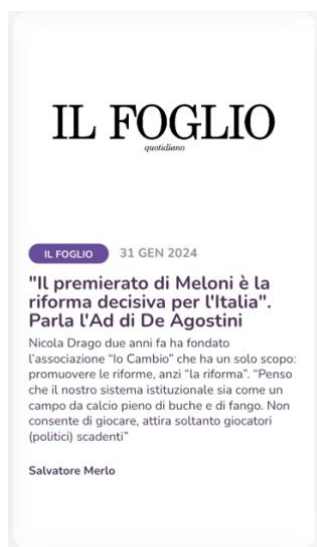 IL FOGLIO
quotidiano
IL FOGLIO 31 GEN 2024
"Il premierato di Meloni è la
riforma decisiva per l'Italia".
Parla l'Ad di De Agostini
Nicola Drago due anni fa ha fondato
l'associazione “Io Cambio” che ha un solo scopo:
promuovere le riforme, anzi “la riforma”. “Penso
che il nostro sistema istituzionale sia come un
campo da calcio pieno di buche e di fango. Non
consente di giocare, attira soltanto giocatori
(politici) scadenti”
Salvatore Merlo